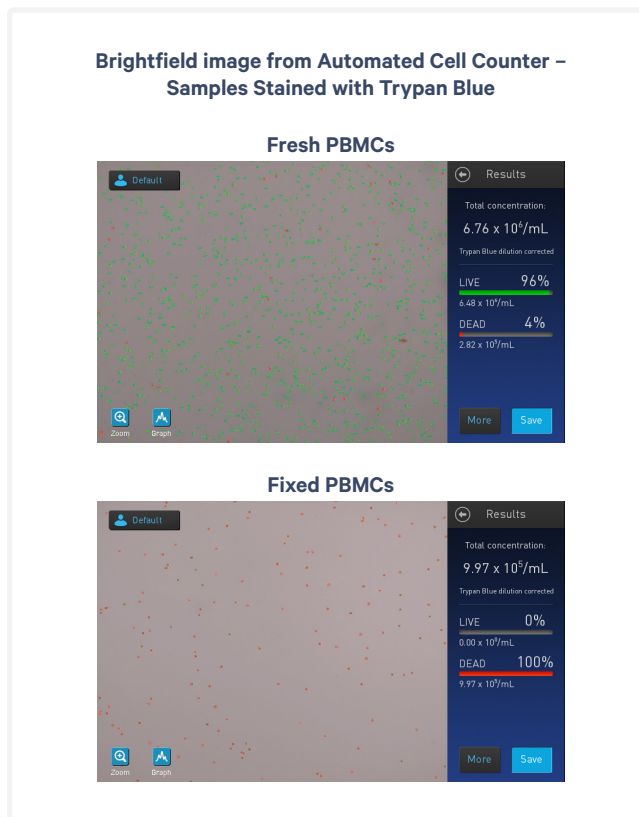 Brightfield image from Automated Cell Counter –
Samples Stained with Trypan Blue
Fresh PBMCs
Default
Results
Total concentration:
6.76 x 10⁶/mL
Trypan Blue dilution corrected
LIVE 96%
6.48 x 10⁶/mL
DEAD 4%
2.82 x 10⁵/mL
Zoom
Graph
More
Save
Fixed PBMCs
Default
Results
Total concentration:
9.97 x 10⁵/mL
Trypan Blue dilution corrected
LIVE 0%
0.00 x 10⁰/mL
DEAD 100%
9.97 x 10⁵/mL
Zoom
Graph
More
Save